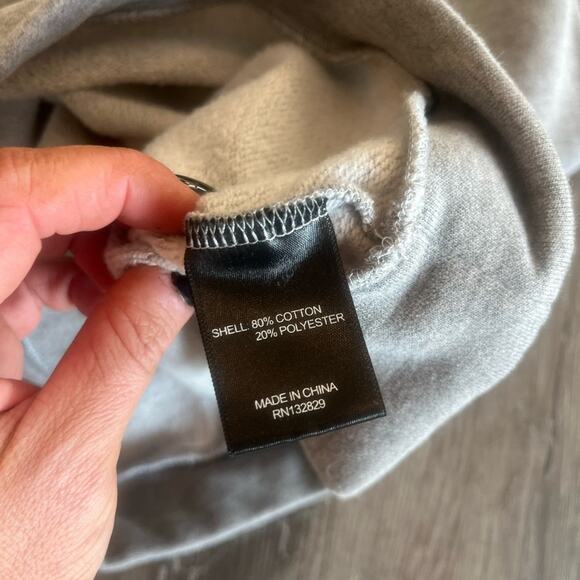 SHELL. 80% COTTON
20% POLYESTER
MADE IN CHINA
RN132829